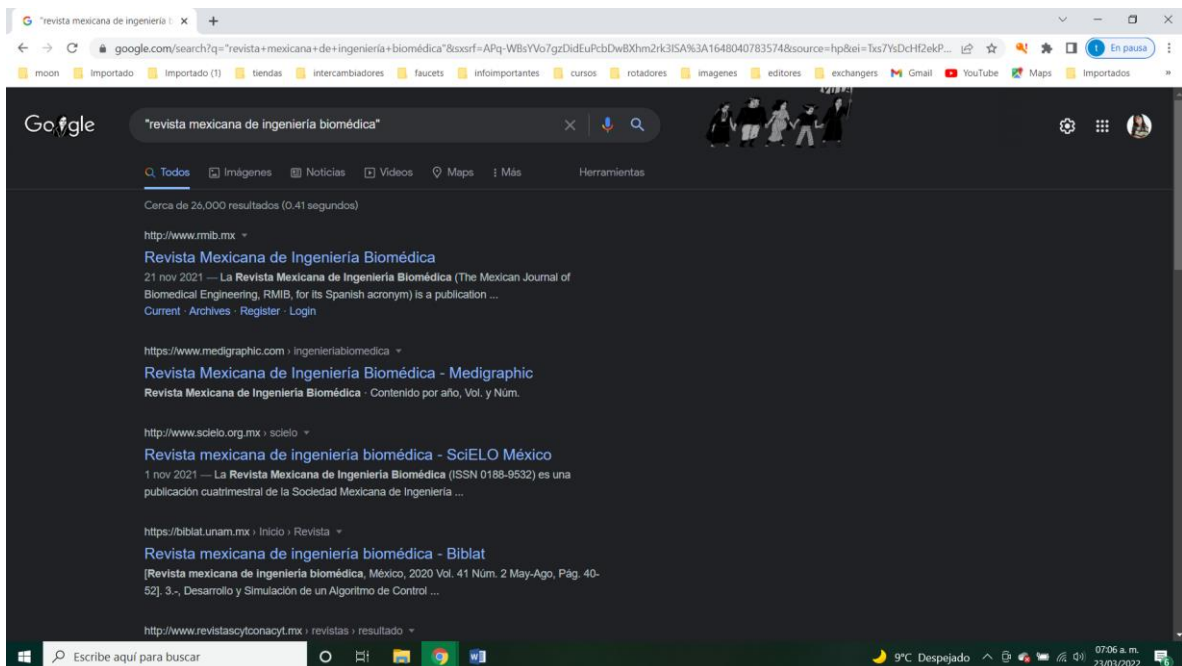 "revista mexicana de ingeniería b
google.com/search?q="revista+mexicana+de+ingeniería+biomédica"&sxsrf=APq-WBsYVo7gzDidEuPcbDwBXhm2rk3ISA%3A1648040783574&source=hp&ei=Txs7YsDcHf2ekP...
t En pausa
moon Importado Importado (1) tiendas intercambiadores faucets infoimportantes cursos rotadores imagenes editores exchangers Gmail YouTube Maps Importados »
Google "revista mexicana de ingeniería biomédica"
Todos Imágenes Noticias Videos Maps Más Herramientas
Cerca de 26,000 resultados (0.41 segundos)
http://www.rmib.mx
Revista Mexicana de Ingeniería Biomédica
21 nov 2021 — La Revista Mexicana de Ingeniería Biomédica (The Mexican Journal of
Biomedical Engineering, RMIB, for its Spanish acronym) is a publication ...
Current · Archives · Register · Login
https://www.medigraphic.com › ingenieriabiomedica
Revista Mexicana de Ingeniería Biomédica - Medigraphic
Revista Mexicana de Ingeniería Biomédica · Contenido por año, Vol. y Núm.
http://www.scielo.org.mx › scielo
Revista mexicana de ingeniería biomédica - SciELO México
1 nov 2021 — La Revista Mexicana de Ingeniería Biomédica (ISSN 0188-9532) es una
publicación cuatrimestral de la Sociedad Mexicana de Ingeniería ...
https://biblat.unam.mx › Inicio › Revista
Revista mexicana de ingeniería biomédica - Biblat
[Revista mexicana de ingeniería biomédica, México, 2020 Vol. 41 Núm. 2 May-Ago, Pág. 40-
52]. 3.-, Desarrollo y Simulación de un Algoritmo de Control ...
http://www.revistascytconacyt.mx › revistas › resultado
Escribe aquí para buscar
9°C Despejado
07:06 a. m.
23/03/2022
6